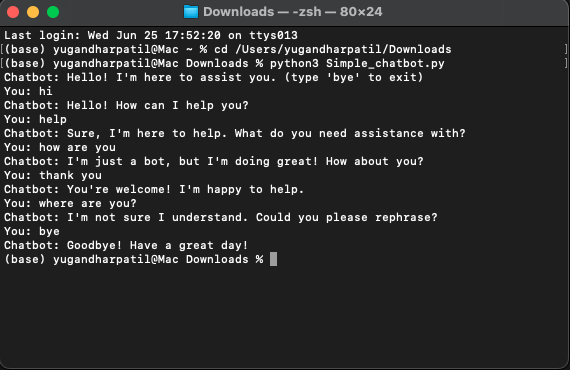 Downloads — -zsh — 80×24
Last login: Wed Jun 25 17:52:20 on ttys013
[(base) yugandharpatil@Mac ~ % cd /Users/yugandharpatil/Downloads ]
[(base) yugandharpatil@Mac Downloads % python3 Simple_chatbot.py ]
Chatbot: Hello! I'm here to assist you. (type 'bye' to exit)
You: hi
Chatbot: Hello! How can I help you?
You: help
Chatbot: Sure, I'm here to help. What do you need assistance with?
You: how are you
Chatbot: I'm just a bot, but I'm doing great! How about you?
You: thank you
Chatbot: You're welcome! I'm happy to help.
You: where are you?
Chatbot: I'm not sure I understand. Could you please rephrase?
You: bye
Chatbot: Goodbye! Have a great day!
(base) yugandharpatil@Mac Downloads %